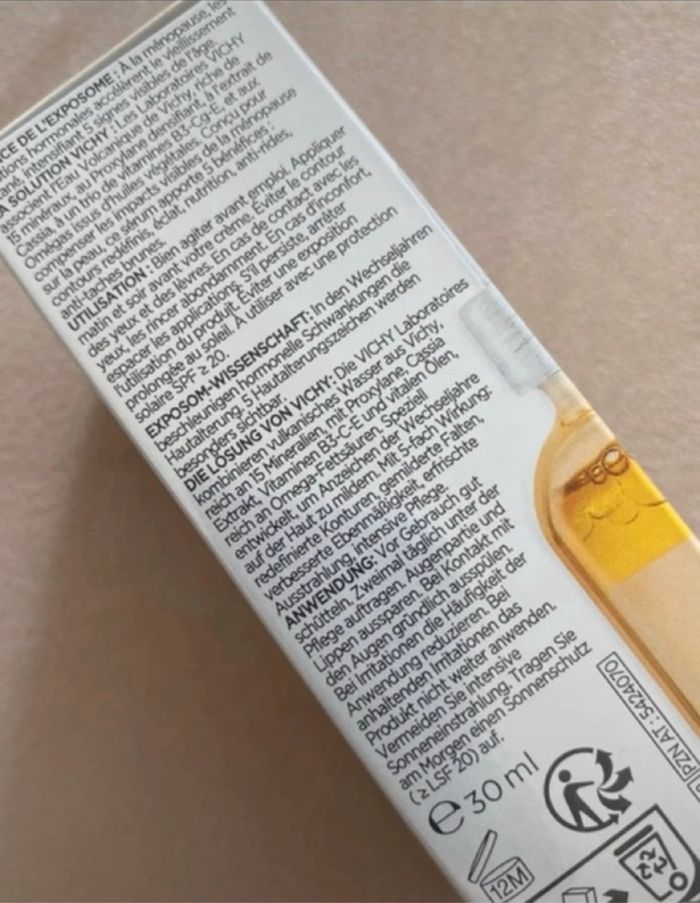 CE DE L'EXPOSOME : À la ménopause, les
tions hormonales accélèrent le vieillissement
ané, intensifiant 5 signes visibles de l'âge.
A SOLUTION VICHY : Les Laboratoires VICHY
associent l'Eau Volcanique de Vichy, riche de
15 minéraux, au Proxylane densifiant, à l'extrait de
Cassia, à un trio de vitamines B3-Cg-E, et aux
Omégas issus d'huiles végétales. Conçu pour
compenser les impacts visibles de la ménopause
sur la peau, ce sérum apporte 5 bénéfices :
contours redéfinis, éclat, nutrition, anti-rides,
anti-taches brunes.
UTILISATION : Bien agiter avant emploi. Appliquer
matin et soir avant votre crème. Éviter le contour
des yeux et des lèvres. En cas de contact avec les
yeux, les rincer abondamment. En cas d'inconfort,
espacer les applications. S'il persiste, arrêter
l'utilisation du produit. Éviter une exposition
prolongée au soleil. À utiliser avec une protection
solaire SPF ≥ 20.
EXPOSOM-WISSENSCHAFT: In den Wechseljahren
beschleunigen hormonelle Schwankungen die
Hautalterung. 5 Hautalterungszeichen werden
besonders sichtbar.
DIE LÖSUNG VON VICHY: Die VICHY Laboratoires
kombinieren vulkanisches Wasser aus Vichy,
reich an 15 Mineralien, mit Proxylane, Cassia
Extrakt, Vitaminen B3-C-E und vitalen Ölen,
reich an Omega-Fettsäuren. Speziell
entwickelt, um Anzeichen der Wechseljahre
auf der Haut zu mildern. Mit 5-fach Wirkung:
redefinierte Konturen, gemilderte Falten,
verbesserte Ebenmäßigkeit, erfrischte
Ausstrahlung, intensive Pflege.
ANWENDUNG: Vor Gebrauch gut
schütteln. Zweimal täglich unter der
Pflege auftragen. Augenpartie und
Lippen aussparen. Bei Kontakt mit
den Augen gründlich ausspülen.
Bei Irritationen die Häufigkeit der
Anwendung reduzieren. Bei
anhaltenden Irritationen das
Produkt nicht weiter anwenden.
Vermeiden Sie intensive
Sonneneinstrahlung. Tragen Sie
am Morgen einen Sonnenschutz
(≥ LSF 20) auf.
e 30 ml
PZN AT : 5424070
12M